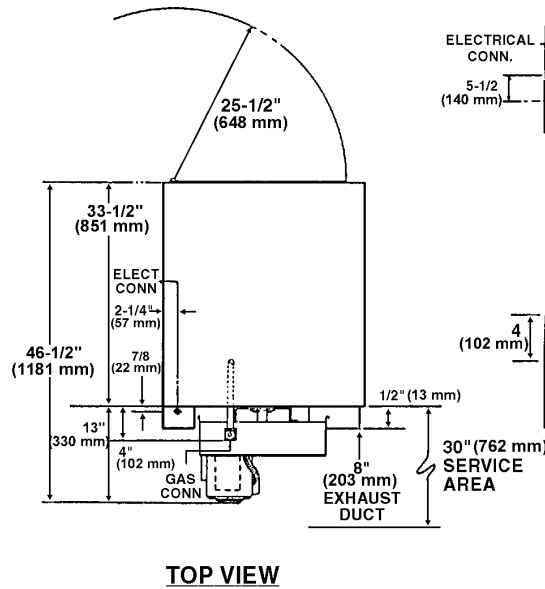 ELECTRICAL
CONN.
5-1/2
(140 mm)
25-1/2"
(648 mm)
33-1/2"
(851 mm)
ELECT
CONN
2-1/4"
(57 mm)
46-1/2"
(1181 mm)
7/8
(22 mm)
4
(102 mm)
1/2" (13 mm)
13"
(330 mm)
4"
(102 mm)
GAS
CONN
8"
(203 mm)
EXHAUST
DUCT
30" (762 mm)
SERVICE
AREA
TOP VIEW